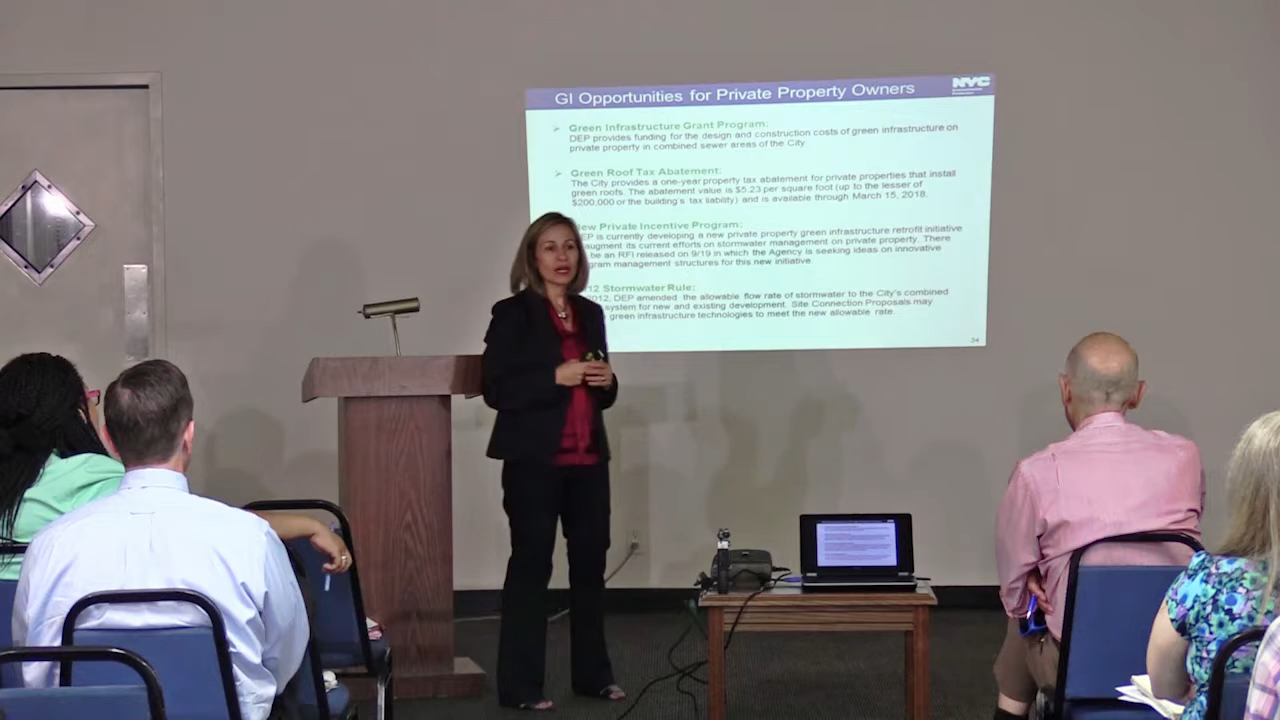 GI Opportunities for Private Property Owners
NYC
Environmental
Protection
➢ Green Infrastructure Grant Program:
DEP provides funding for the design and construction costs of green infrastructure on
private property in combined sewer areas of the City
➢ Green Roof Tax Abatement:
The City provides a one-year property tax abatement for private properties that install
green roofs. The abatement value is $5.23 per square foot (up to the lesser of
$200,000 or the building's tax liability) and is available through March 15, 2018.
New Private Incentive Program:
DEP is currently developing a new private property green infrastructure retrofit initiative
augment its current efforts on stormwater management on private property. There
be an RFI released on 9/19 in which the Agency is seeking ideas on innovative
gram management structures for this new initiative.
12 Stormwater Rule:
2012, DEP amended the allowable flow rate of stormwater to the City's combined
system for new and existing development. Site Connection Proposals may
green infrastructure technologies to meet the new allowable rate.
34